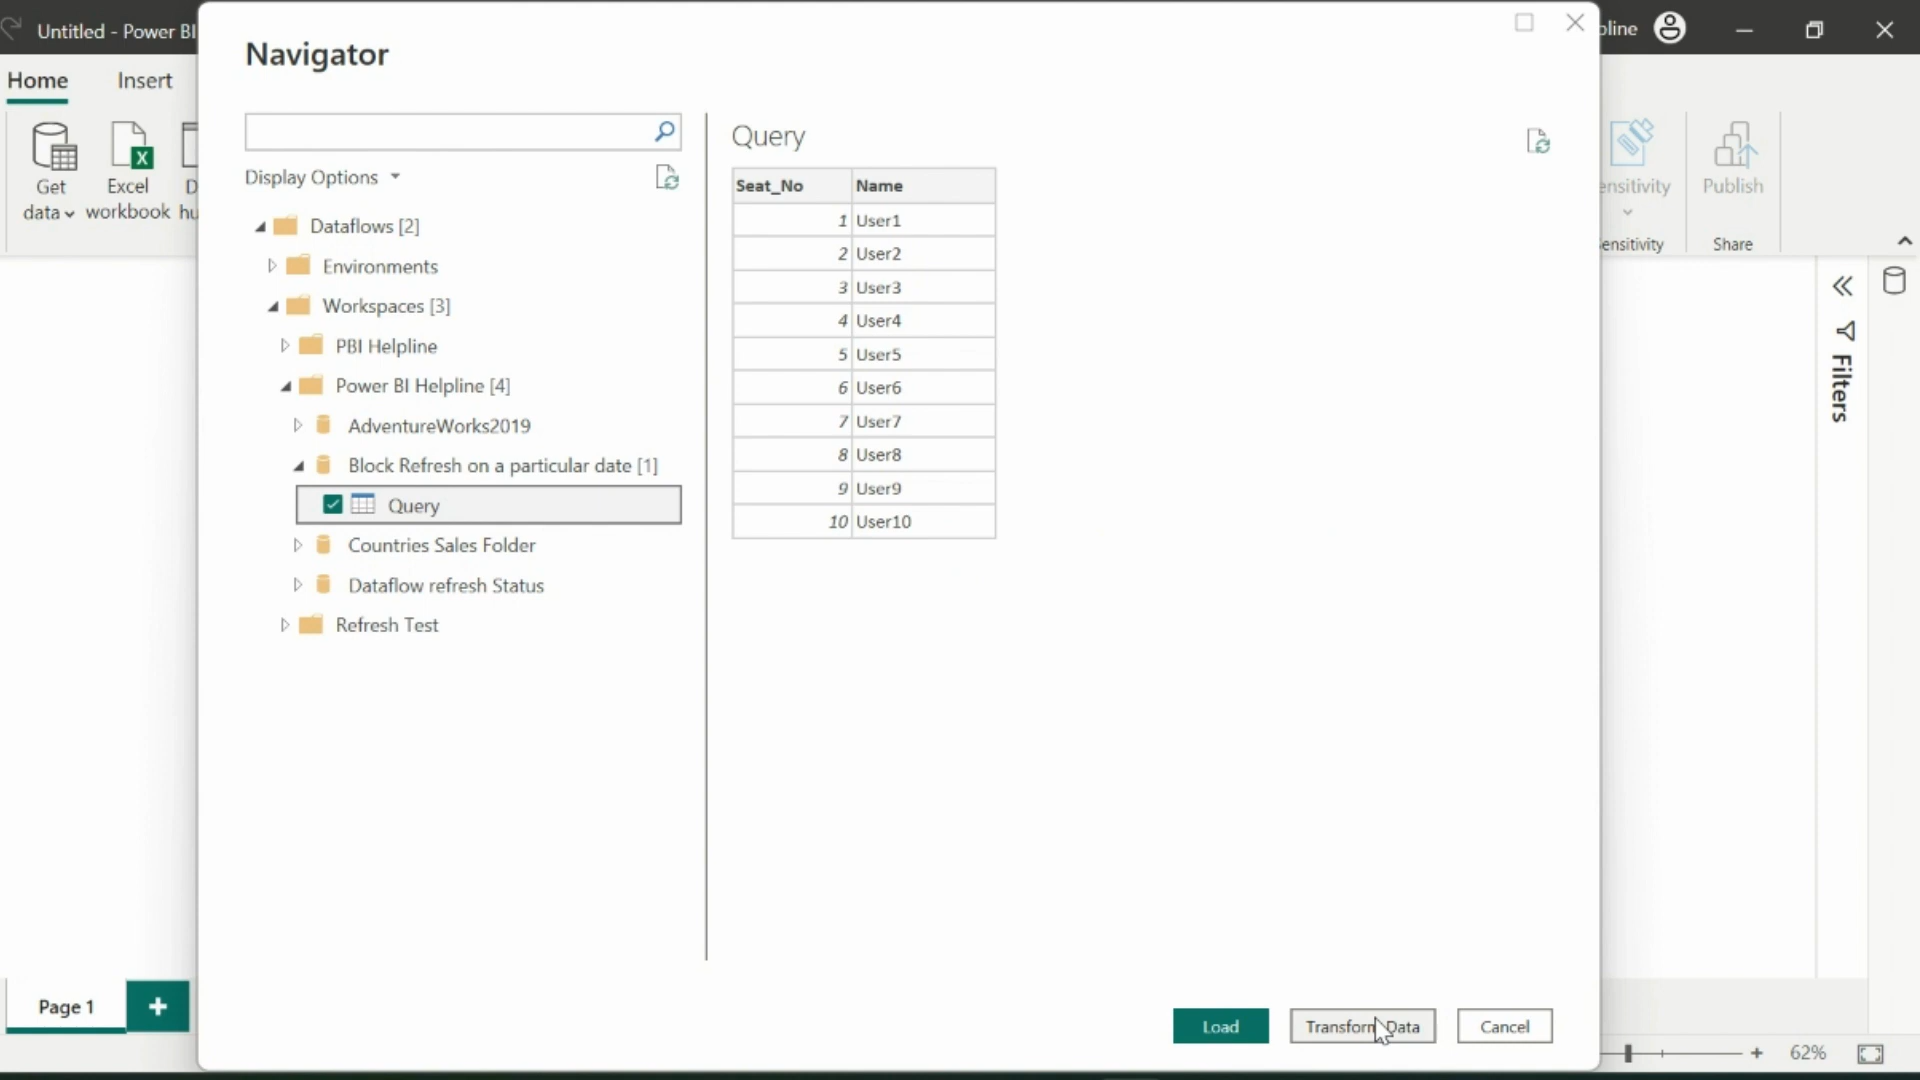 Untitled - Power BI
Home
Insert
Get
data
Excel
workbook
Navigator
Display Options
Dataflows [2]
Environments
Workspaces [3]
PBI Helpline
Power BI Helpline [4]
AdventureWorks2019
Block Refresh on a particular date [1]
Query
Countries Sales Folder
Dataflow refresh Status
Refresh Test
Query
Seat_No Name
1 User1
2 User2
3 User3
4 User4
5 User5
6 User6
7 User7
8 User8
9 User9
10 User10
Load
Transform Data
Cancel
pline
ensitivity
Publish
ensitivity
Share
Filters
Page 1
62%